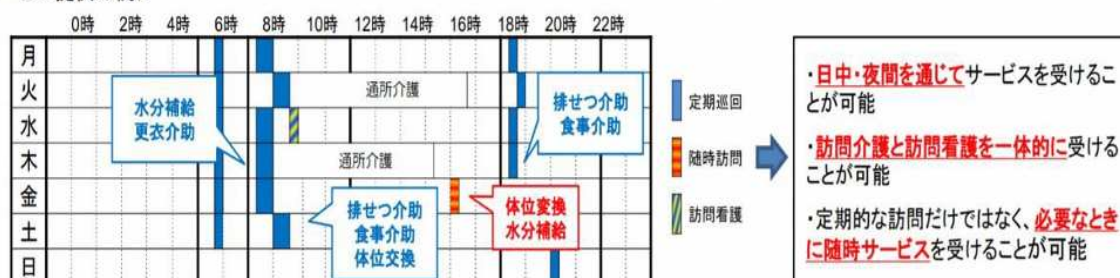 0時 2時 4時 6時 8時 10時 12時 14時 16時 18時 20時 22時
月
火
水
木
金
土
日
通所介護
通所介護
水分補給
更衣介助
排せつ介助
食事介助
体位交換
体位変換
水分補給
排せつ介助
食事介助
定期巡回
随時訪問
訪問看護
・日中・夜間を通じてサービスを受けるこ
とが可能
・訪問介護と訪問看護を一体的に受ける
ことが可能
・定期的な訪問だけではなく、必要なとき
に随時サービスを受けることが可能